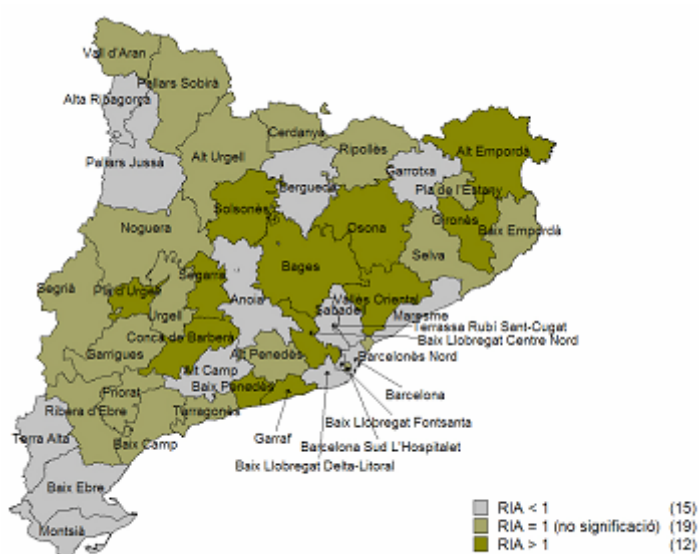 Vall d'Aran
Pallars Sobirà
Alta Ribagorça
Cerdanya
Ripollès
Alt Empordà
Pallars Jussà
Alt Urgell
Berguedà
Garrotxa
Pla de l'Estany
Solsonès
Osona
Gironès
Baix Empordà
Noguera
Selva
Bages
Segarra
Segrià
Pla d'Urgell
Anoia
Vallès Oriental
Sabadell
Maresme
Urgell
Terrassa Rubí Sant-Cugat
Conca de Barberà
Baix Llobregat Centre Nord
Garrigues
Alt Penedès
Barcelonès Nord
Alt Camp
Priorat
Baix Penedès
Barcelona
Ribera d'Ebre
Tarragonès
Baix Llobregat Fontsanta
Terra Alta
Baix Camp
Garraf
Barcelona Sud L'Hospitalet
Baix Llobregat Delta-Litoral
Baix Ebre
Montsià
RIA < 1 (15)
RIA = 1 (no significació) (19)
RIA > 1 (12)